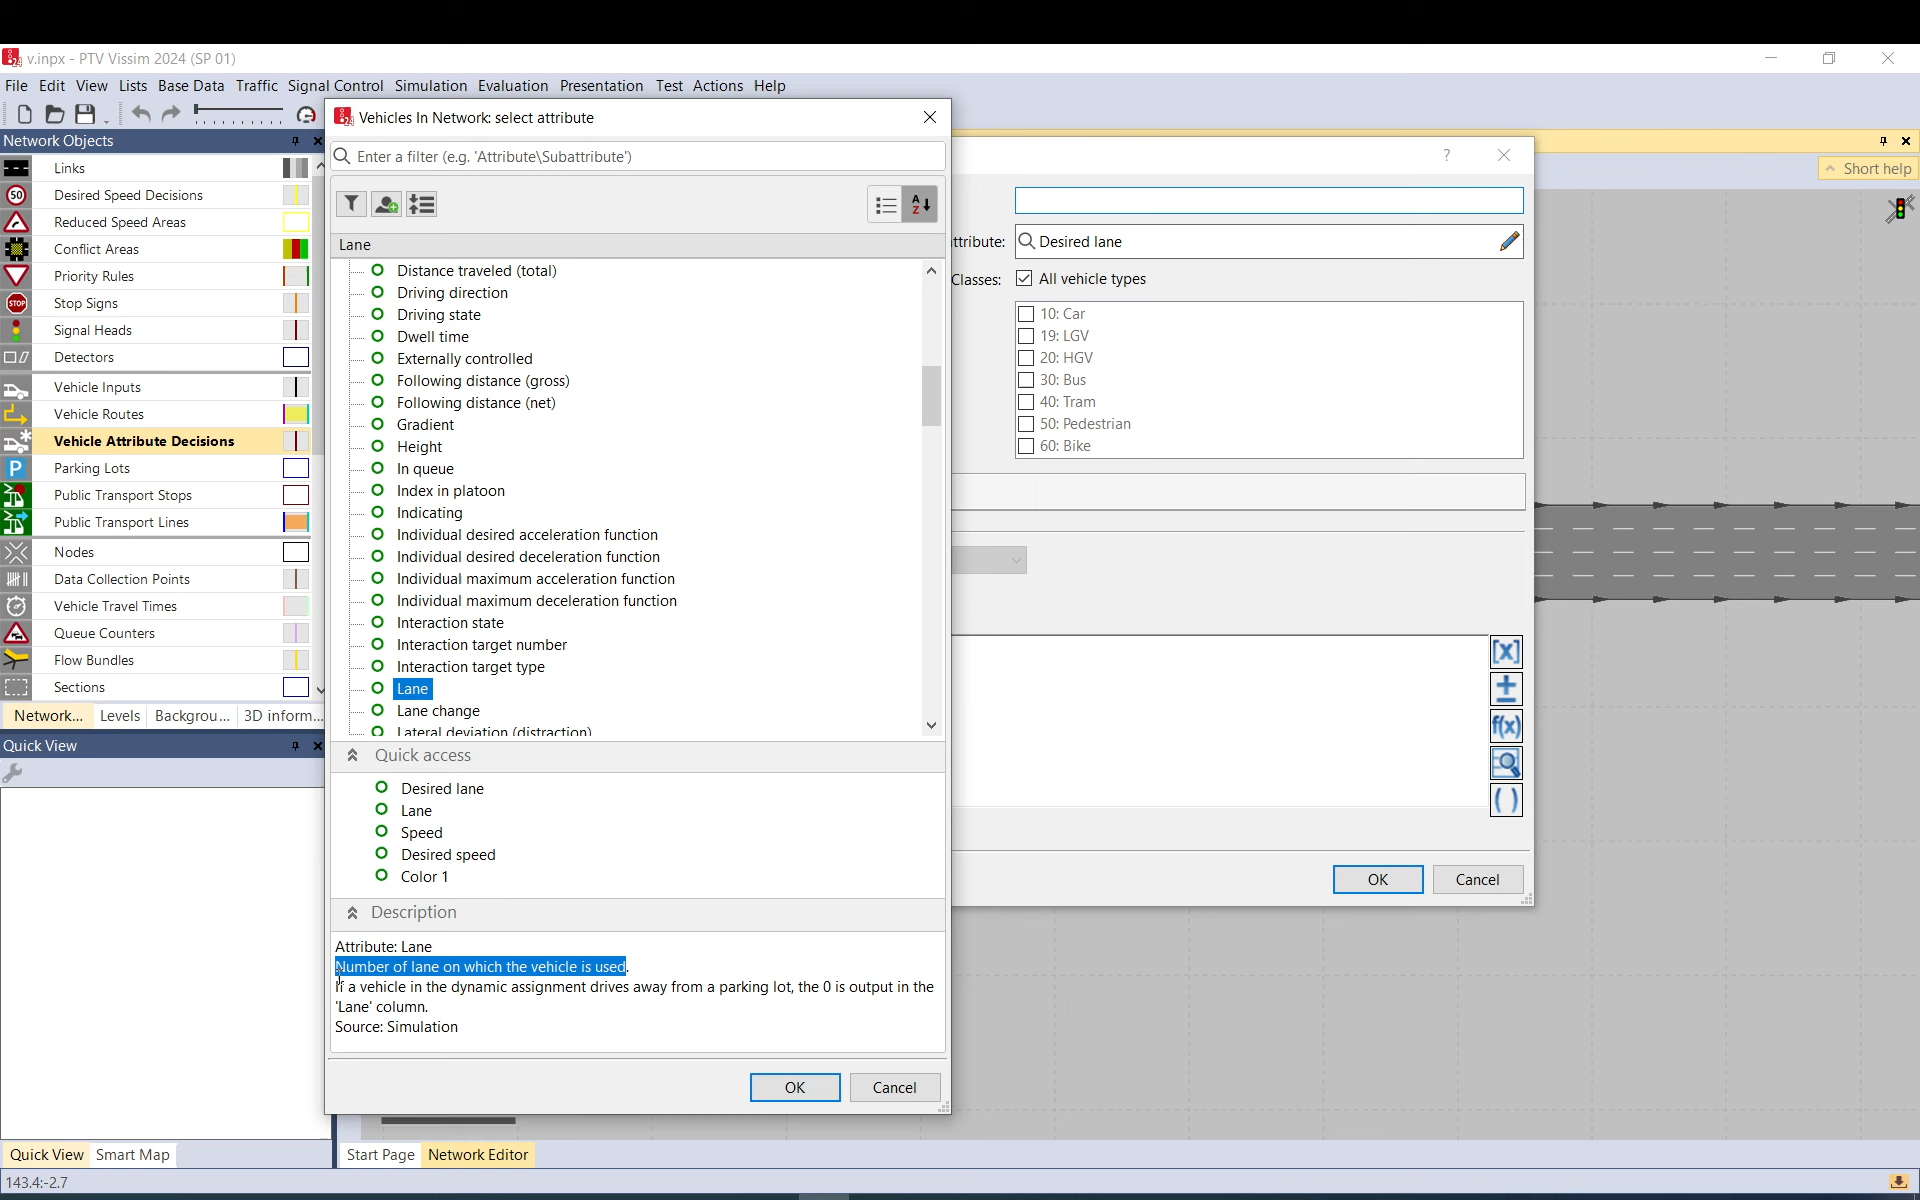 v.inpx - PTV Vissim 2024 (SP 01)
File Edit View Lists Base Data Traffic Signal Control Simulation Evaluation Presentation Test Actions Help
Network Objects
Links
50 Desired Speed Decisions
Reduced Speed Areas
Conflict Areas
Priority Rules
STOP Stop Signs
Signal Heads
Detectors
Vehicle Inputs
Vehicle Routes
Vehicle Attribute Decisions
P Parking Lots
Public Transport Stops
Public Transport Lines
Nodes
Data Collection Points
Vehicle Travel Times
Queue Counters
Flow Bundles
Sections
Network... Levels Backgrou... 3D inform...
Quick View
Quick View Smart Map
143.4:-2.7
Vehicles In Network: select attribute
Enter a filter (e.g. 'Attribute\Subattribute')
Lane
Distance traveled (total)
Driving direction
Driving state
Dwell time
Externally controlled
Following distance (gross)
Following distance (net)
Gradient
Height
In queue
Index in platoon
Indicating
Individual desired acceleration function
Individual desired deceleration function
Individual maximum acceleration function
Individual maximum deceleration function
Interaction state
Interaction target number
Interaction target type
Lane
Lane change
Lateral deviation (distraction)
Quick access
Desired lane
Lane
Speed
Desired speed
Color 1
Description
Attribute: Lane
Number of lane on which the vehicle is used.
If a vehicle in the dynamic assignment drives away from a parking lot, the 0 is output in the
'Lane' column.
Source: Simulation
OK Cancel
Start Page Network Editor
?
ttribute: Desired lane
Classes: All vehicle types
10: Car
19: LGV
20: HGV
30: Bus
40: Tram
50: Pedestrian
60: Bike
[X]
±
f(x)
( )
OK Cancel
Short help